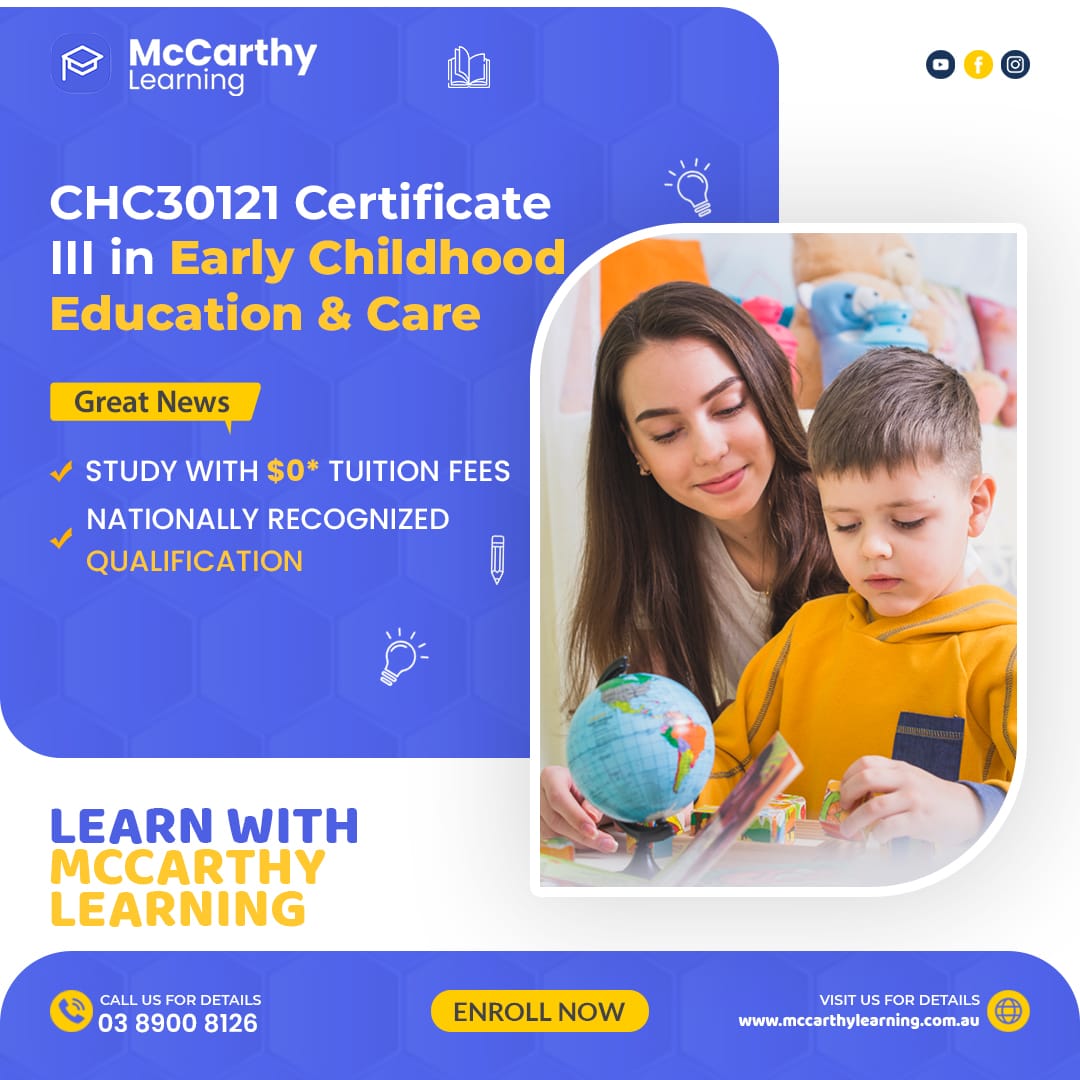 McCarthy
Learning
CHC30121 Certificate
III in Early Childhood
Education & Care
Great News
STUDY WITH $0* TUITION FEES
NATIONALLY RECOGNIZED
QUALIFICATION
LEARN WITH
MCCARTHY
LEARNING
CALL US FOR DETAILS
03 8900 8126
ENROLL NOW
VISIT US FOR DETAILS
www.mccarthylearning.com.au